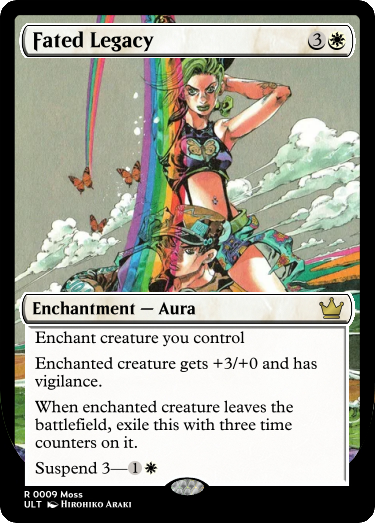 Fated Legacy 3
Enchantment — Aura
Enchant creature you control
Enchanted creature gets +3/+0 and has
vigilance.
When enchanted creature leaves the
battlefield, exile this with three time
counters on it.
Suspend 3—1
R 0009 Moss
ULT Hirohiko Araki